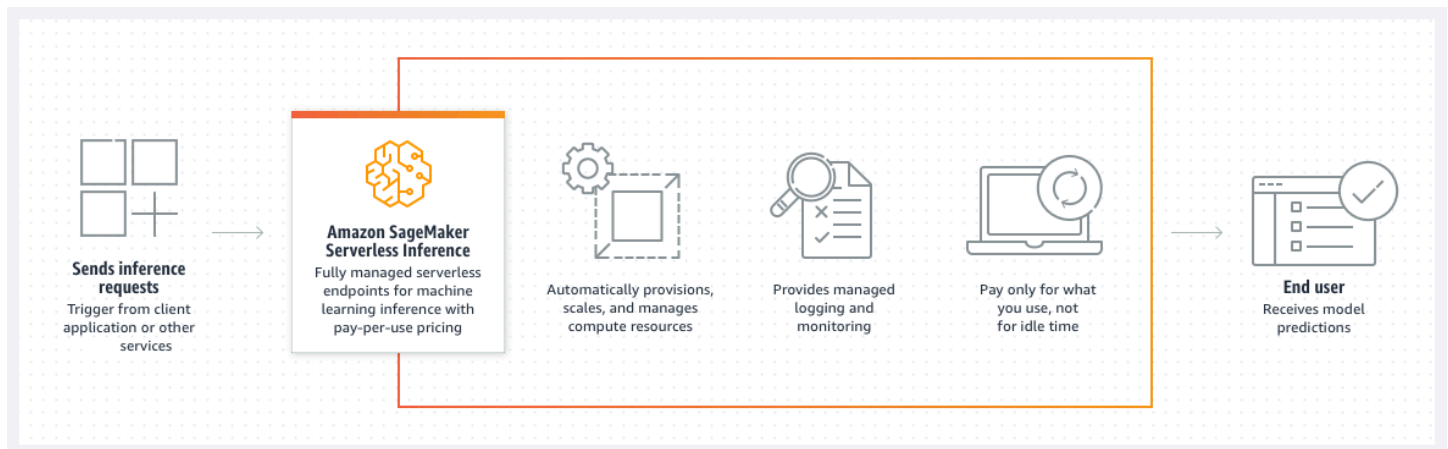 Sends inference
requests
Trigger from client
application or other
services
Amazon SageMaker
Serverless Inference
Fully managed serverless
endpoints for machine
learning inference with
pay-per-use pricing
Automatically provisions,
scales, and manages
compute resources
Provides managed
logging and
monitoring
Pay only for what
you use, not
for idle time
End user
Receives model
predictions